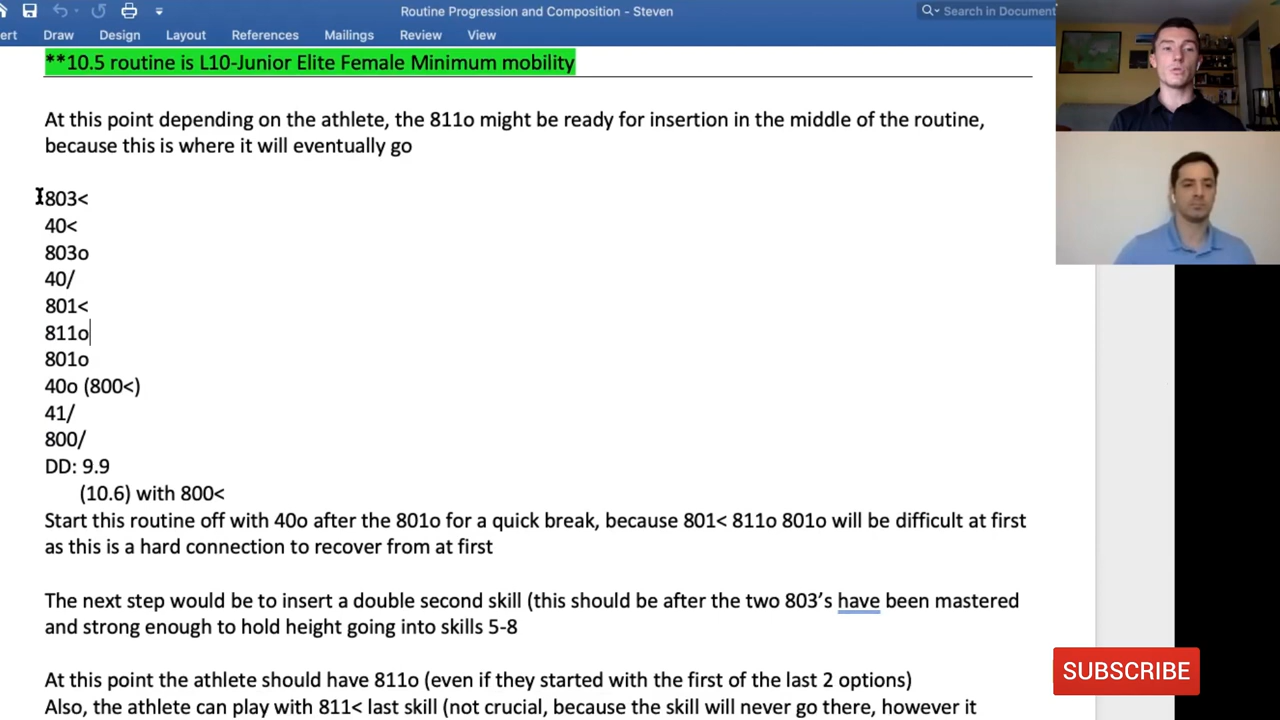 Routine Progression and Composition - Steven
Search in Document
ert Draw Design Layout References Mailings Review View
**10.5 routine is L10-Junior Elite Female Minimum mobility
At this point depending on the athlete, the 811o might be ready for insertion in the middle of the routine,
because this is where it will eventually go
803<
40<
803o
40/
801<
811o
801o
40o (800<)
41/
800/
DD: 9.9
(10.6) with 800<
Start this routine off with 40o after the 801o for a quick break, because 801< 811o 801o will be difficult at first
as this is a hard connection to recover from at first
The next step would be to insert a double second skill (this should be after the two 803's have been mastered
and strong enough to hold height going into skills 5-8
SUBSCRIBE
At this point the athlete should have 811o (even if they started with the first of the last 2 options)
Also, the athlete can play with 811< last skill (not crucial, because the skill will never go there, however it